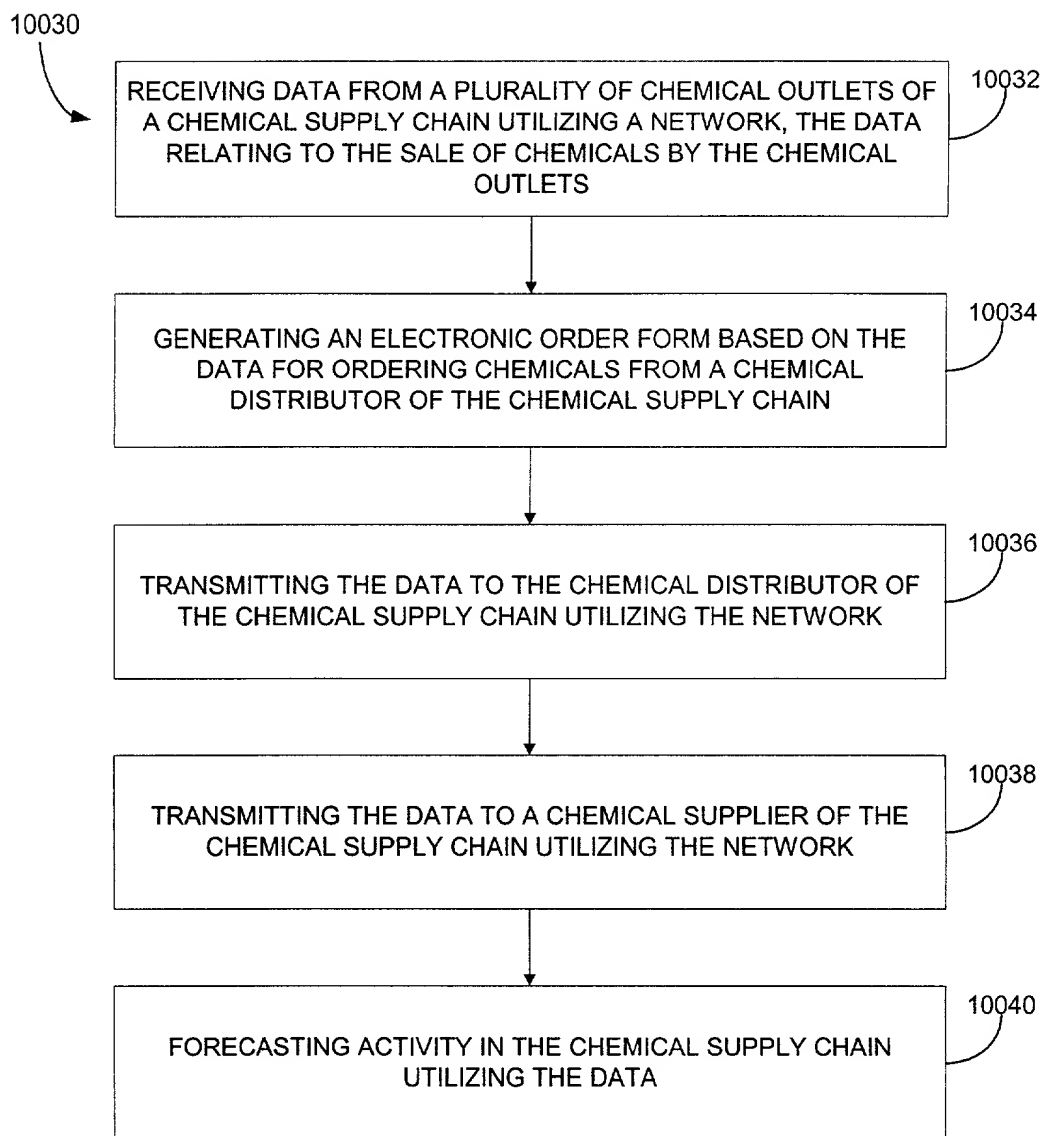 10030
RECEIVING DATA FROM A PLURALITY OF CHEMICAL OUTLETS OF
A CHEMICAL SUPPLY CHAIN UTILIZING A NETWORK, THE DATA
RELATING TO THE SALE OF CHEMICALS BY THE CHEMICAL
OUTLETS
10032
GENERATING AN ELECTRONIC ORDER FORM BASED ON THE
DATA FOR ORDERING CHEMICALS FROM A CHEMICAL
DISTRIBUTOR OF THE CHEMICAL SUPPLY CHAIN
10034
TRANSMITTING THE DATA TO THE CHEMICAL DISTRIBUTOR OF
THE CHEMICAL SUPPLY CHAIN UTILIZING THE NETWORK
10036
TRANSMITTING THE DATA TO A CHEMICAL SUPPLIER OF THE
CHEMICAL SUPPLY CHAIN UTILIZING THE NETWORK
10038
FORECASTING ACTIVITY IN THE CHEMICAL SUPPLY CHAIN
UTILIZING THE DATA
10040